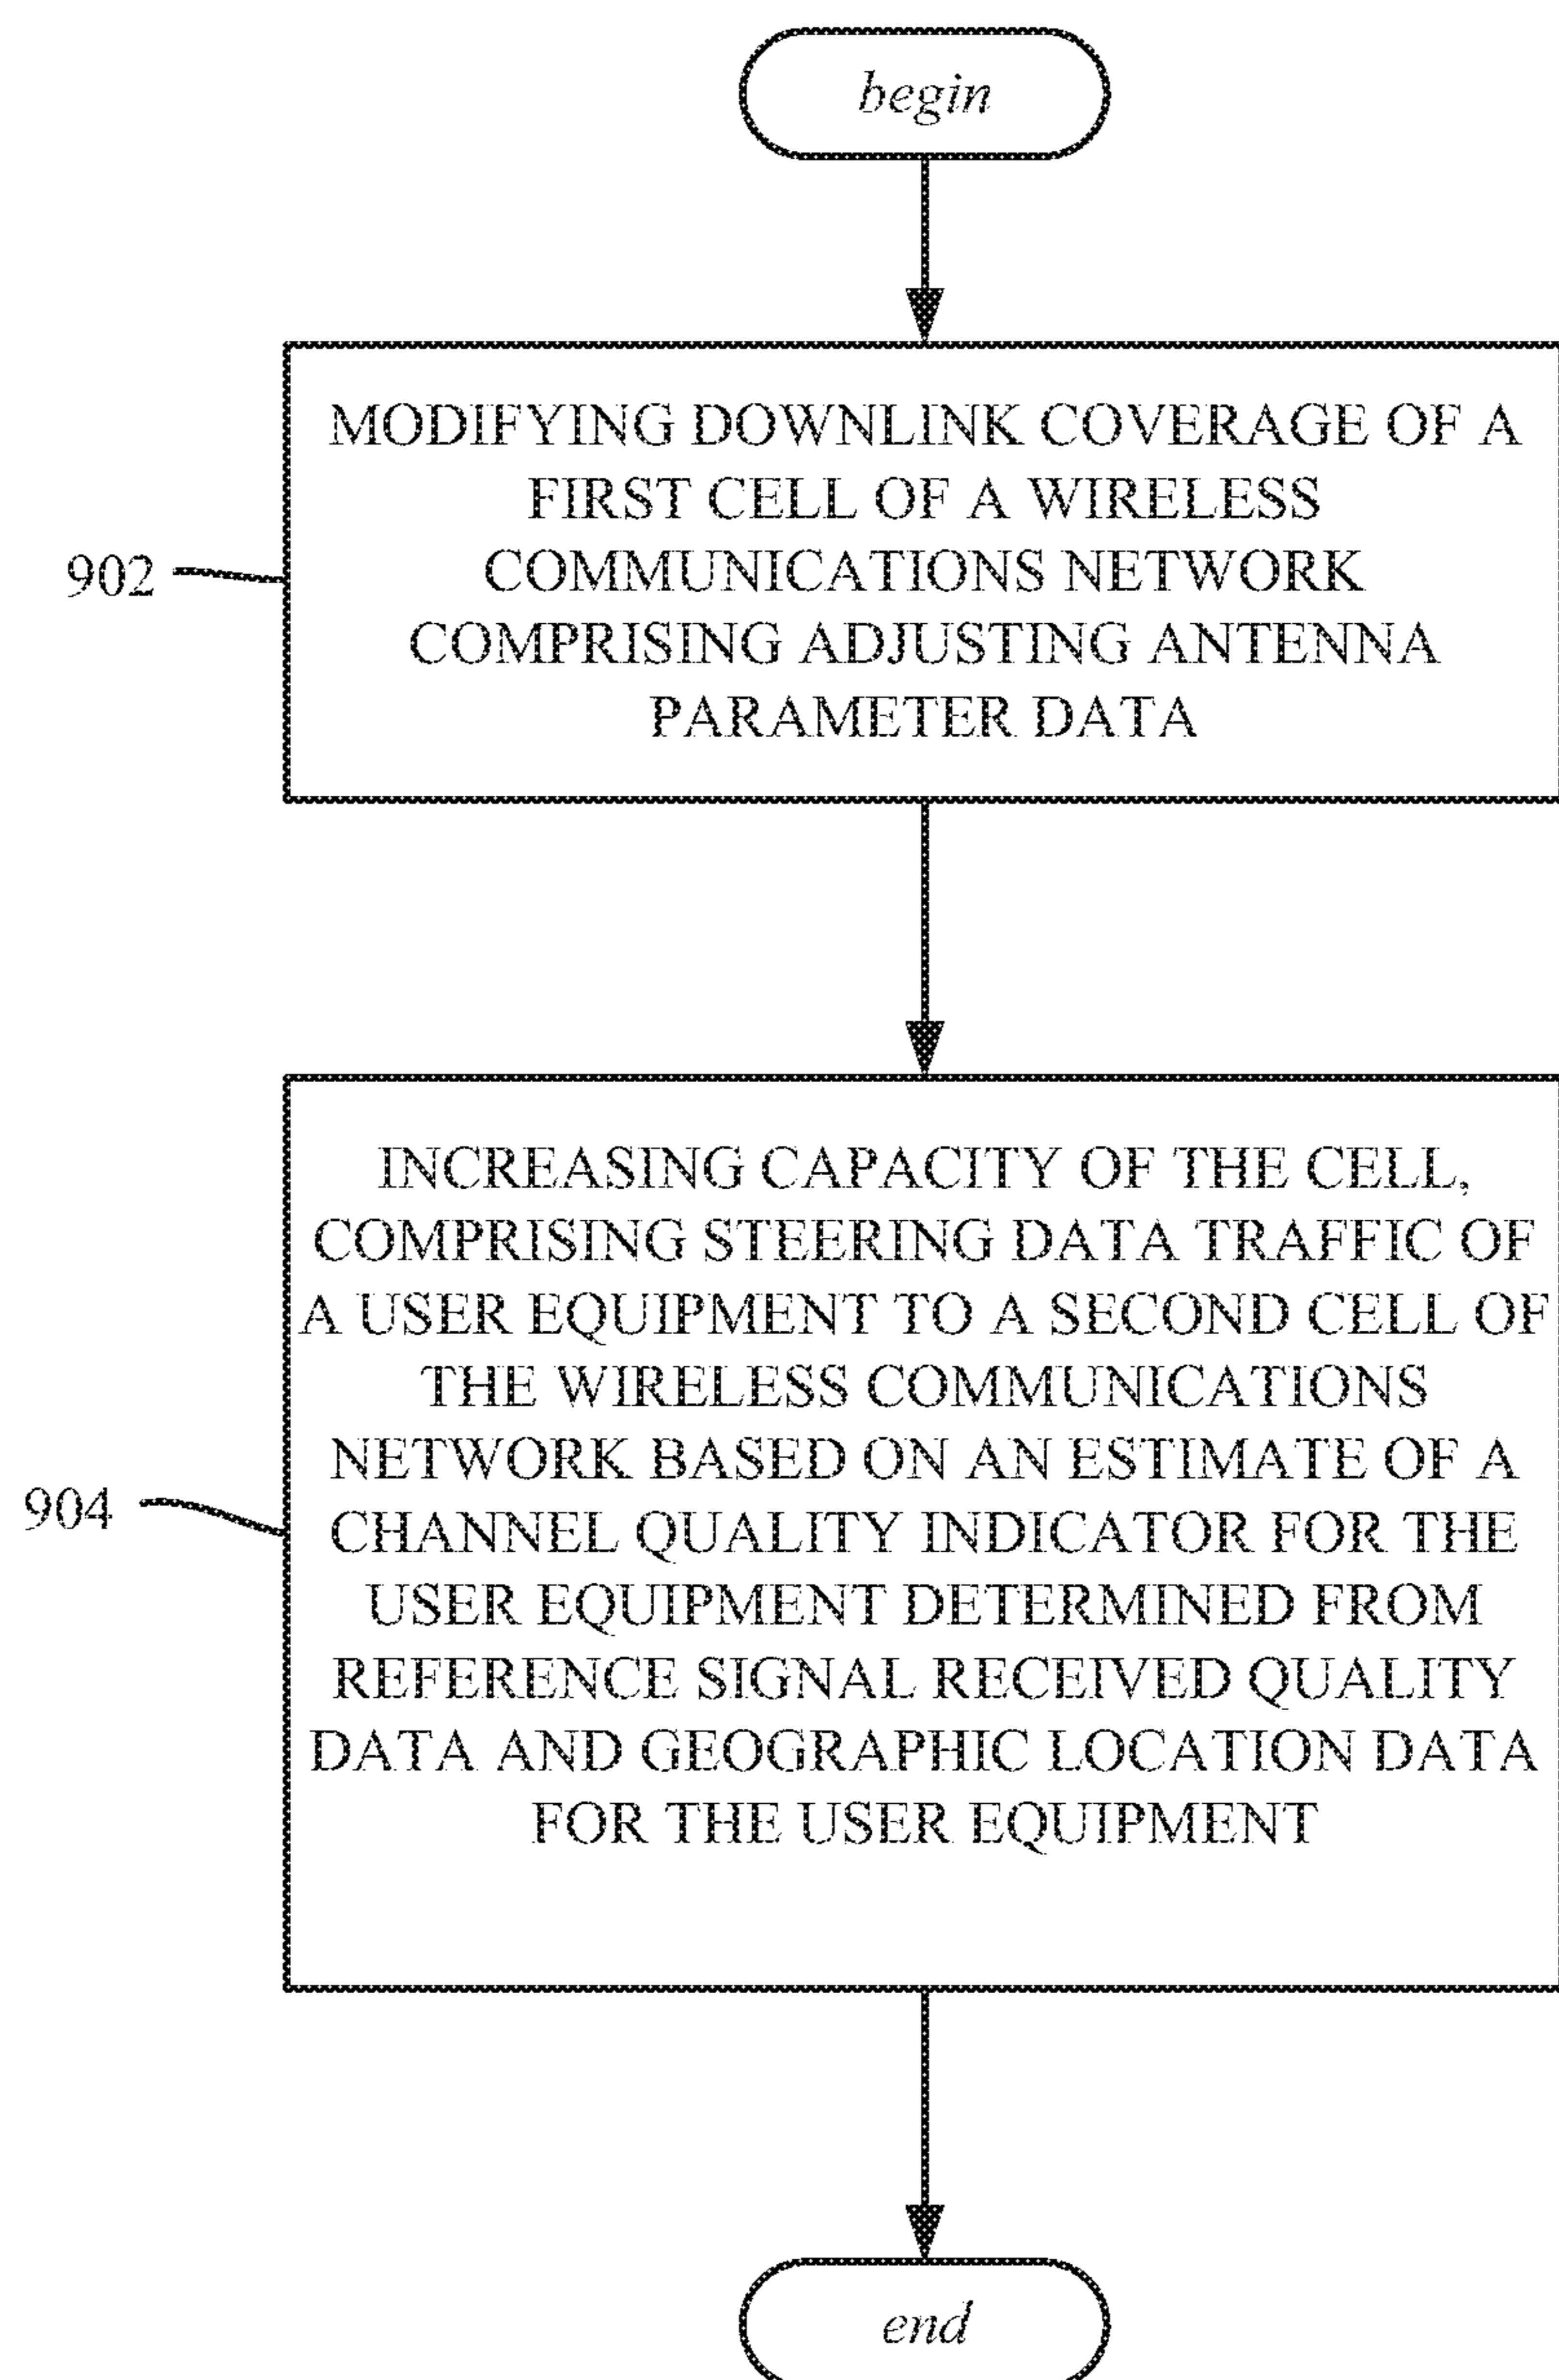 begin
MODIFYING DOWNLINK COVERAGE OF A
FIRST CELL OF A WIRELESS
COMMUNICATIONS NETWORK
COMPRISING ADJUSTING ANTENNA
PARAMETER DATA
902
INCREASING CAPACITY OF THE CELL,
COMPRISING STEERING DATA TRAFFIC OF
A USER EQUIPMENT TO A SECOND CELL OF
THE WIRELESS COMMUNICATIONS
NETWORK BASED ON AN ESTIMATE OF A
CHANNEL QUALITY INDICATOR FOR THE
USER EQUIPMENT DETERMINED FROM
REFERENCE SIGNAL RECEIVED QUALITY
DATA AND GEOGRAPHIC LOCATION DATA
FOR THE USER EQUIPMENT
904
end